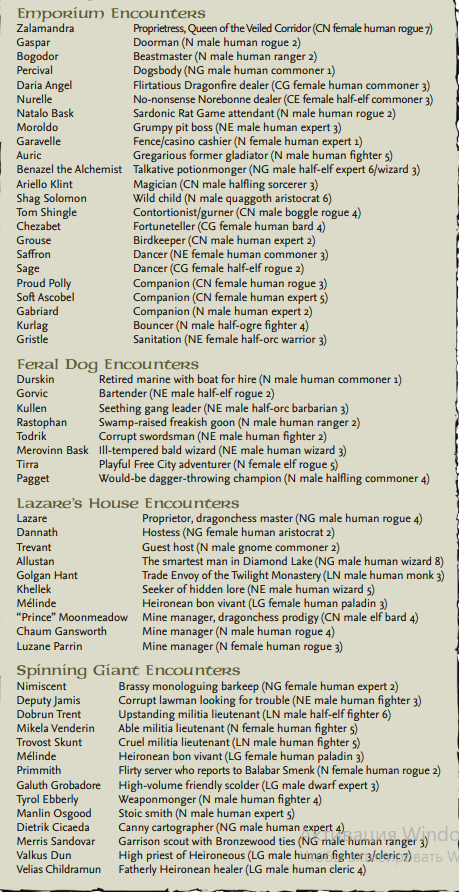 Emporium Encounters
Zalamandra Proprietress, Queen of the Veiled Corridor (CN female human rogue 7)
Gaspar Doorman (N male human rogue 2)
Bogodor Beastmaster (N male human ranger 2)
Percival Dogsbody (NG male human commoner 1)
Daria Angel Flirtatious Dragonfire dealer (CG female human commoner 3)
Nurelle No-nonsense Norebonne dealer (CE female half-elf commoner 3)
Natalo Bask Sardonic Rat Game attendant (N male human rogue 2)
Moroldo Grumpy pit boss (NE male human expert 3)
Garavelle Fence/casino cashier (N female human expert 1)
Auric Gregarious former gladiator (N male human fighter 5)
Benazel the Alchemist Talkative potionmonger (NG male half-elf expert 6/wizard 3)
Ariello Klint Magician (CN male halfling sorcerer 3)
Shag Solomon Wild child (N male quaggoth aristocrat 6)
Tom Shingle Contortionist/gurner (CN male boggle rogue 4)
Chezabet Fortuneteller (CG female human bard 4)
Grouse Birdkeeper (CN male human expert 2)
Saffron Dancer (NE female human commoner 3)
Sage Dancer (CG female half-elf rogue 2)
Proud Polly Companion (CN female human rogue 3)
Soft Ascobel Companion (CN female human expert 5)
Gabriard Companion (N male human expert 2)
Kurlag Bouncer (N male half-ogre fighter 4)
Gristle Sanitation (NE female half-orc warrior 3)
Feral Dog Encounters
Durskin Retired marine with boat for hire (N male human commoner 1)
Gorvic Bartender (NE male half-elf rogue 2)
Kullen Seething gang leader (NE male half-orc barbarian 3)
Rastophan Swamp-raised freakish goon (N male human ranger 2)
Todrik Corrupt swordsman (NE male human fighter 2)
Merovinn Bask Ill-tempered bald wizard (NE male human wizard 3)
Tirra Playful Free City adventurer (N female elf rogue 5)
Pagget Would-be dagger-throwing champion (N male halfling commoner 4)
Lazare's House Encounters
Lazare Proprietor, dragonchess master (NG male human rogue 4)
Dannath Hostess (NG female human aristocrat 2)
Trevant Guest host (N male gnome commoner 2)
Allustan The smartest man in Diamond Lake (NG male human wizard 8)
Golgan Hant Trade Envoy of the Twilight Monastery (LN male human monk 3)
Khellek Seeker of hidden lore (NE male human wizard 5)
Mélinde Heironean bon vivant (LG female human paladin 3)
"Prince" Moonmeadow Mine manager, dragonchess prodigy (CN male elf bard 4)
Chaum Gansworth Mine manager (N male human rogue 4)
Luzane Parrin Mine manager (N female human rogue 3)
Spinning Giant Encounters
Nimiscent Brassy monologuing barkeep (NG female human expert 2)
Deputy Jamis Corrupt lawman looking for trouble (NE male human fighter 3)
Dobrun Trent Upstanding militia lieutenant (LN male half-elf fighter 6)
Mikela Venderin Able militia lieutenant (N female human fighter 5)
Trovost Skunt Cruel militia lieutenant (LN male human fighter 5)
Mélinde Heironean bon vivant (LG female human paladin 3)
Primmith Flirty server who reports to Balabar Smenk (N female human rogue 2)
Galuth Grobadore High-volume friendly scolder (LG male dwarf expert 3)
Tyrol Ebberly Weaponmonger (N male human fighter 4)
Manlin Osgood Stoic smith (N male human expert 5)
Dietrik Cicaeda Canny cartographer (NG male human expert 4)
Merris Sandovar Garrison scout with Bronzewood ties (NG male human ranger 3)
Valkus Dun High priest of Heironeous (LG male human fighter 3/cleric 7)
Velias Childramun Fatherly Heironean healer (LG male human cleric 4)
Активация Windo